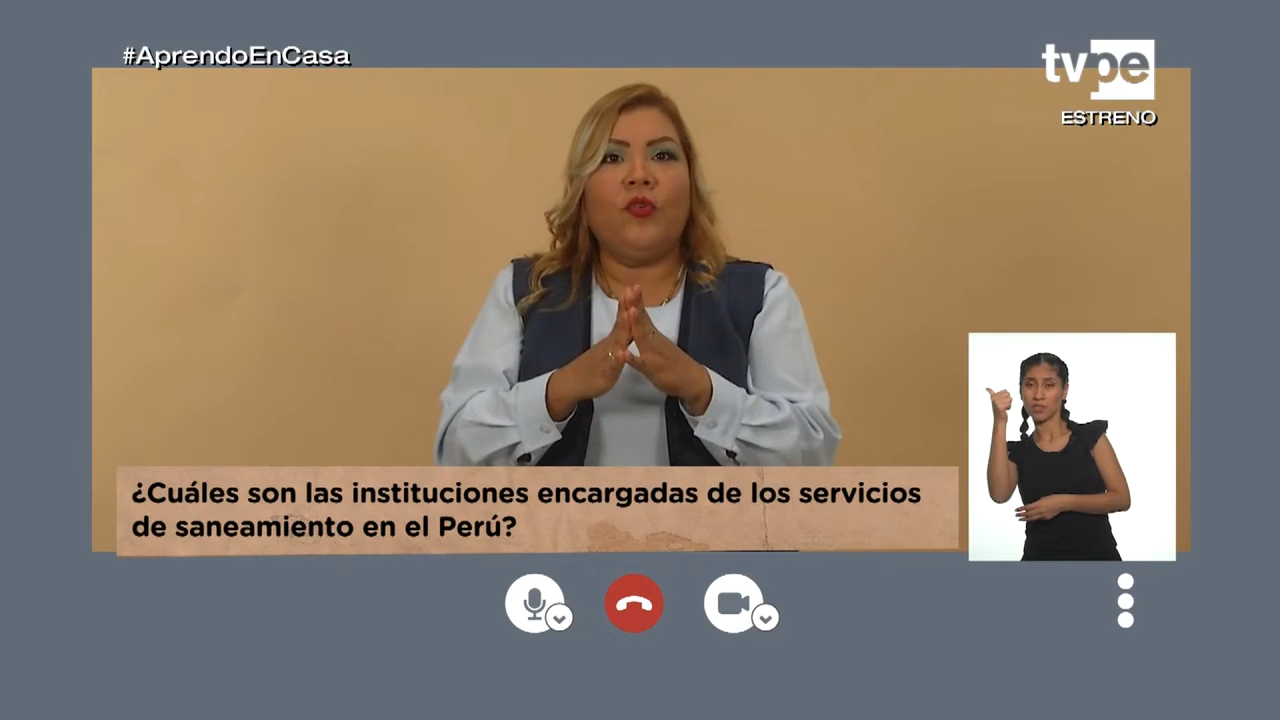 #AprendoEnCasa
tvpe
ESTRENO
¿Cuáles son las instituciones encargadas de los servicios
de saneamiento en el Perú?